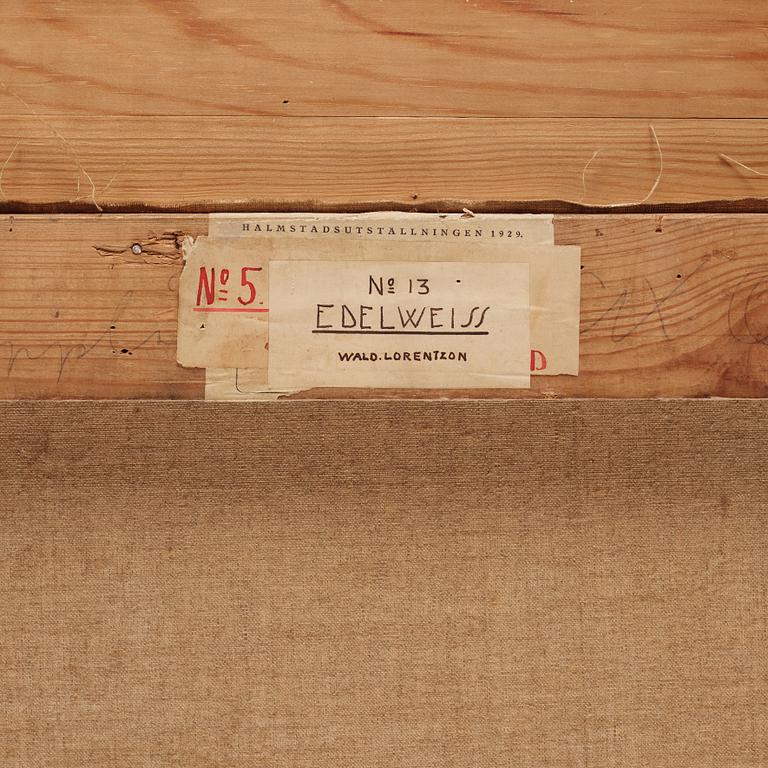 HALMSTADSUTSTÄLLNINGEN 1929.
Nº 5.
Nº 13
EDELWEISS
WALD. LORENTZON
D